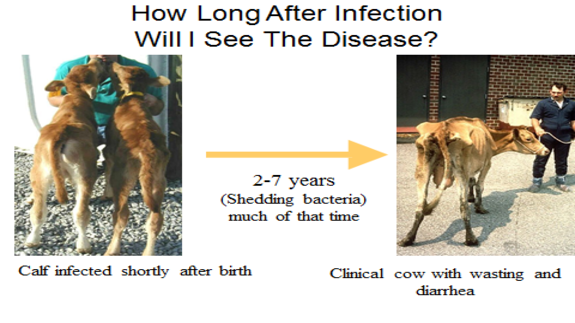 How Long After Infection
Will I See The Disease?
2-7 years
(Shedding bacteria)
much of that time
Calf infected shortly after birth
Clinical cow with wasting and
diarrhea